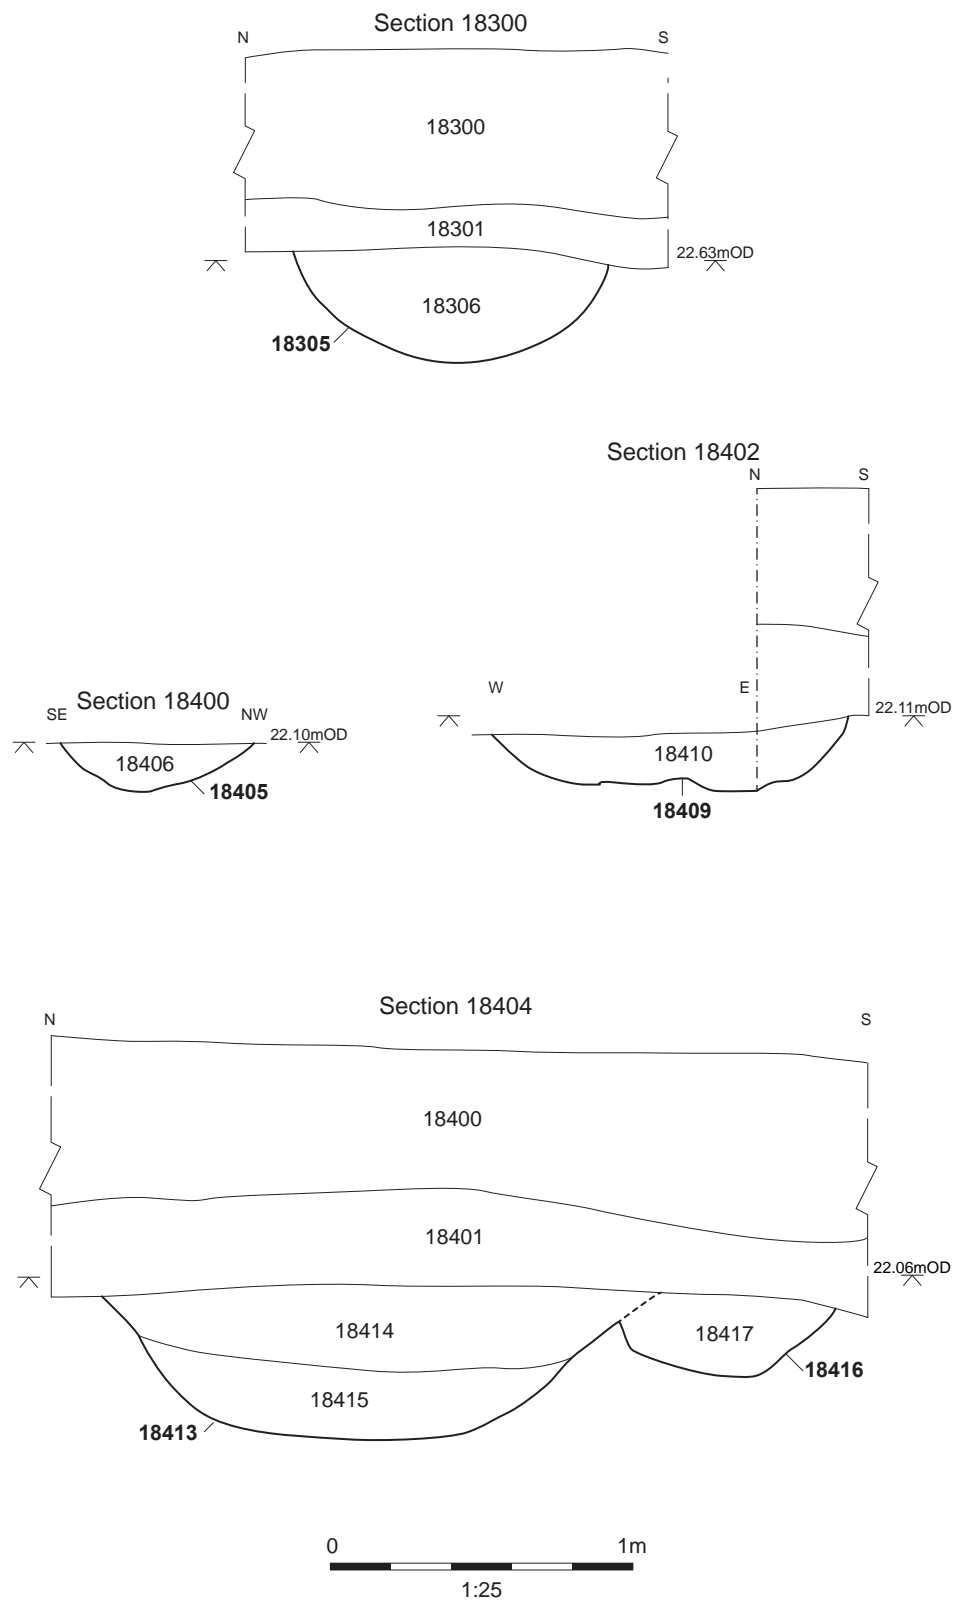 Section 18300
N S
18300
18301
22.63mOD
18306
18305
Section 18402
N S
W E
22.11mOD
18410
18409
Section 18400
SE NW
22.10mOD
18406
18405
Section 18404
N S
18400
18401
22.06mOD
18414
18417
18416
18415
18413
0 1m
1:25